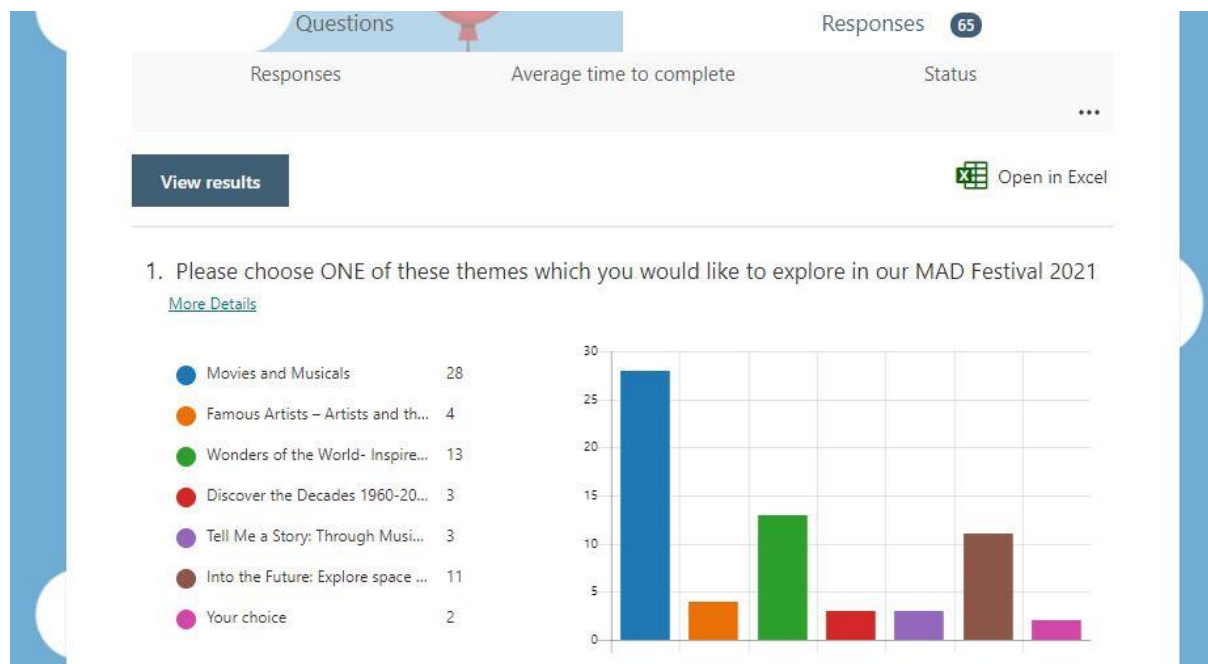 Questions
Responses 65
Responses Average time to complete Status
...
View results
Open in Excel
1. Please choose ONE of these themes which you would like to explore in our MAD Festival 2021
More Details
Movies and Musicals 28
Famous Artists – Artists and th... 4
Wonders of the World- Inspire... 13
Discover the Decades 1960-20... 3
Tell Me a Story: Through Musi... 3
Into the Future: Explore space ... 11
Your choice 2
30
25
20
15
10
5
0